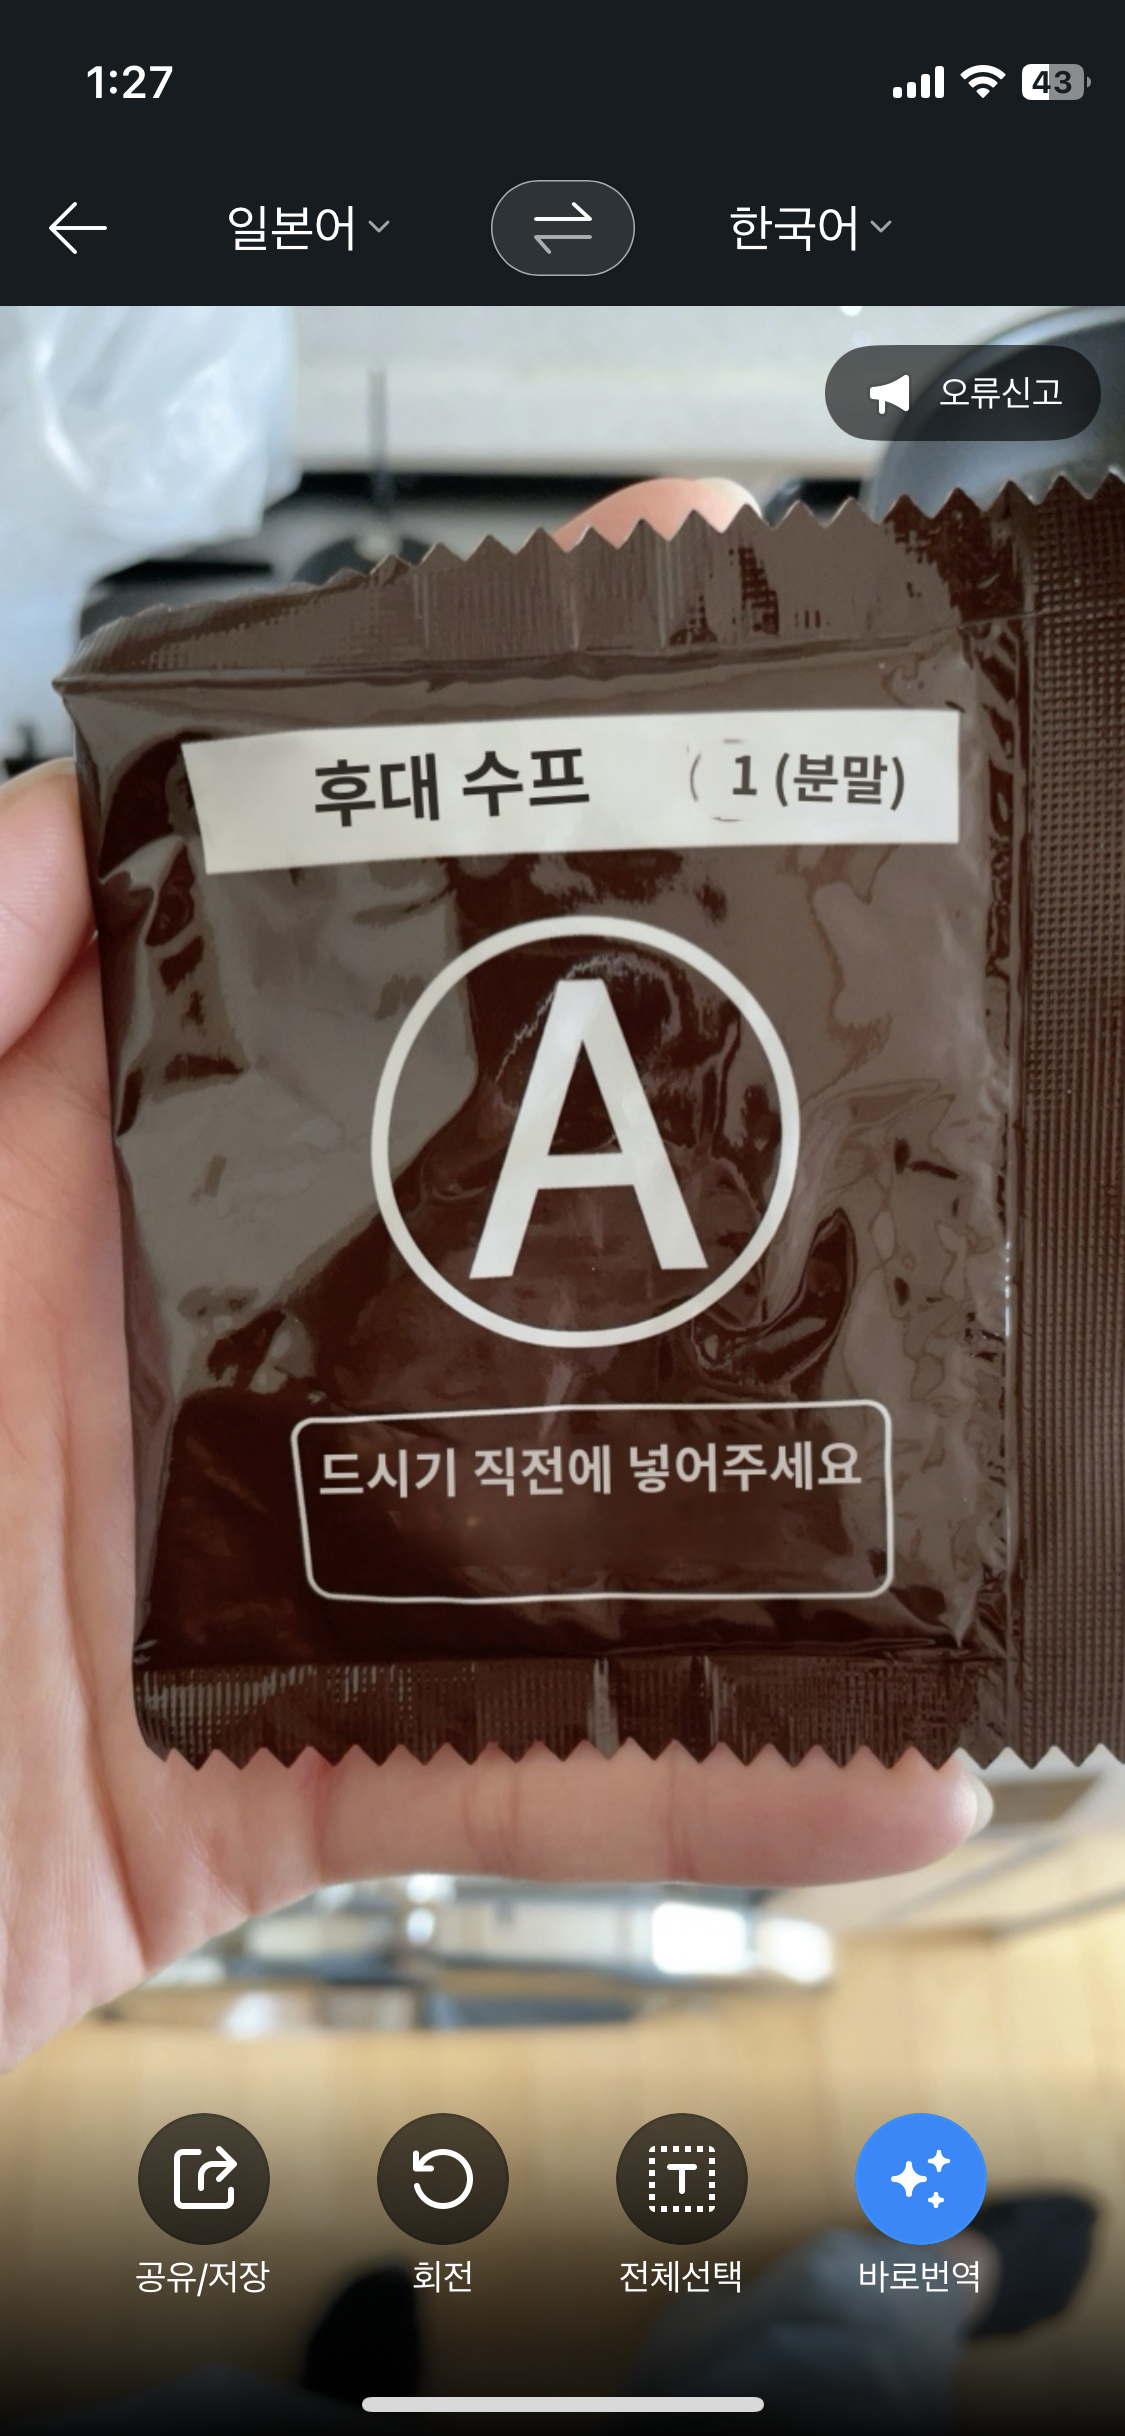 1:27
43
일본어
한국어
오류신고
후대 수프 1 (분말)
A
드시기 직전에 넣어주세요
공유/저장
회전
전체선택
바로번역